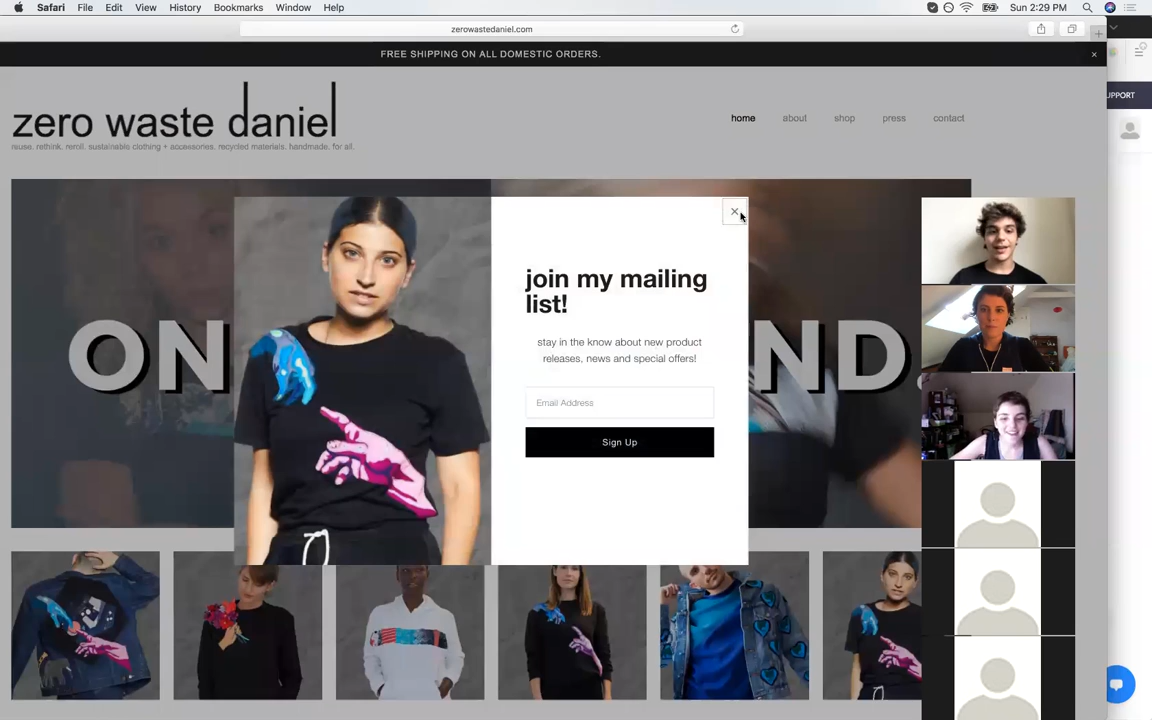 Safari File Edit View History Bookmarks Window Help
Sun 2:29 PM
zerowastedaniel.com
FREE SHIPPING ON ALL DOMESTIC ORDERS.
UPPORT
zero waste daniel
reuse. rethink. reroll. sustainable clothing + accessories. recycled materials. handmade. for all.
home about shop press contact
ON
ND.
join my mailing
list!
stay in the know about new product
releases, news and special offers!
Email Address
Sign Up